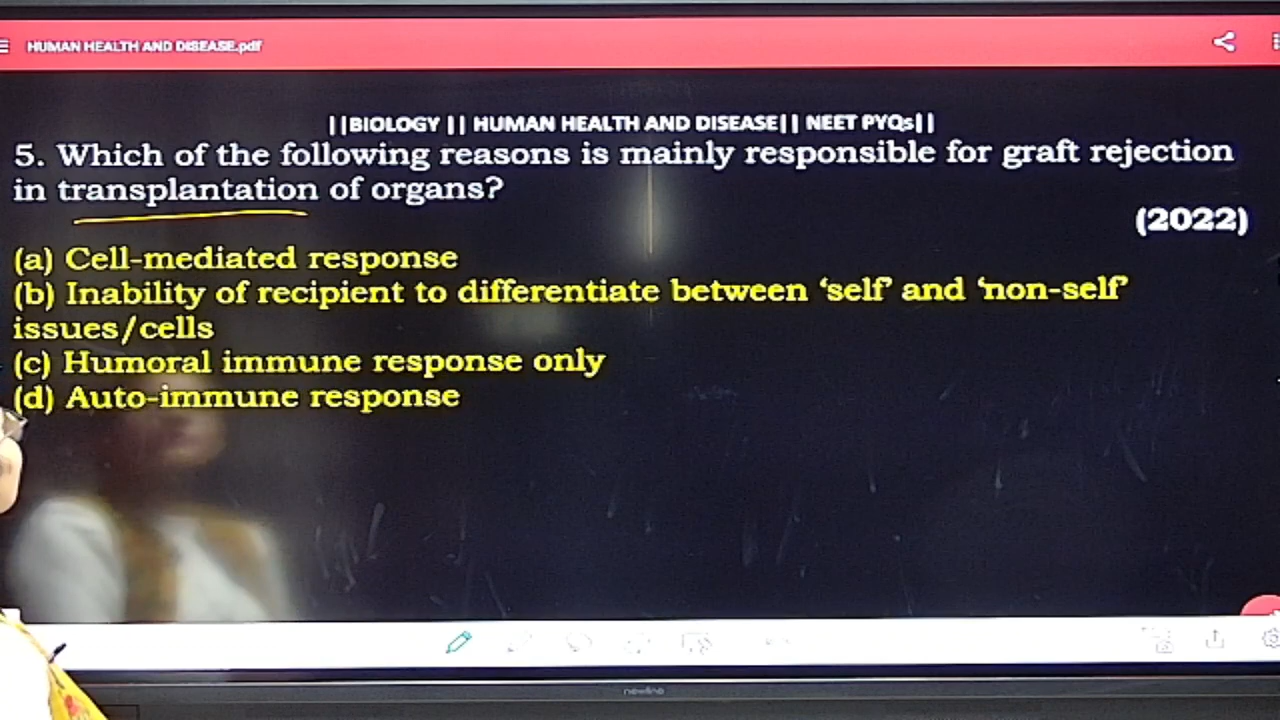 HUMAN HEALTH AND DISEASE.pdf
||BIOLOGY || HUMAN HEALTH AND DISEASE|| NEET PYQs||
5. Which of the following reasons is mainly responsible for graft rejection
in transplantation of organs?
(2022)
(a) Cell-mediated response
(b) Inability of recipient to differentiate between ‘self’ and ‘non-self’
issues/cells
(c) Humoral immune response only
(d) Auto-immune response
newline